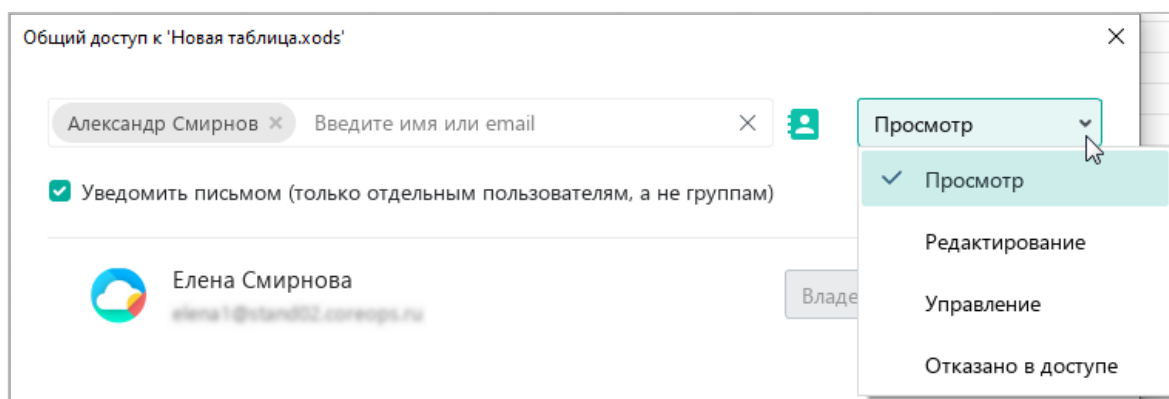 Общий доступ к 'Новая таблица.xods'
Александр Смирнов Введите имя или email Просмотр
Уведомить письмом (только отдельным пользователям, а не группам)
Просмотр
Редактирование
Управление
Отказано в доступе
Елена Смирнова
Владе